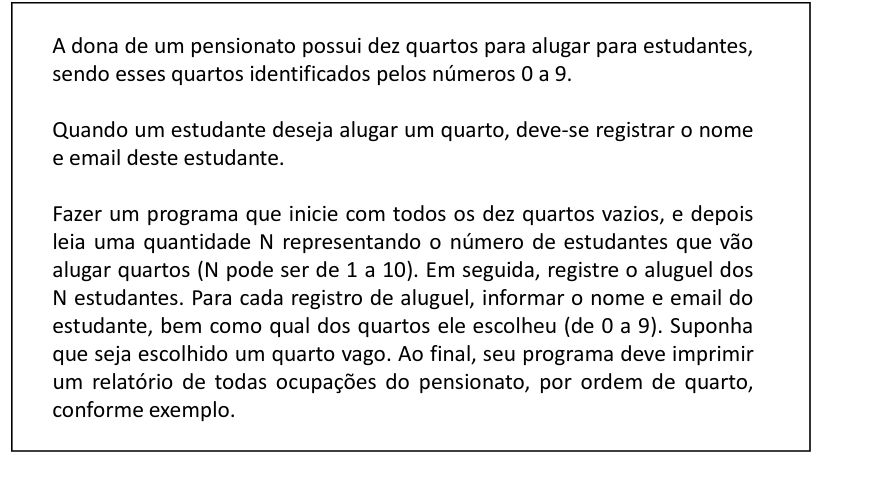 A dona de um pensionato possui dez quartos para alugar para estudantes,
sendo esses quartos identificados pelos números 0 a 9.
Quando um estudante deseja alugar um quarto, deve-se registrar o nome
e email deste estudante.
Fazer um programa que inicie com todos os dez quartos vazios, e depois
leia uma quantidade N representando o número de estudantes que vão
alugar quartos (N pode ser de 1 a 10). Em seguida, registre o aluguel dos
N estudantes. Para cada registro de aluguel, informar o nome e email do
estudante, bem como qual dos quartos ele escolheu (de 0 a 9). Suponha
que seja escolhido um quarto vago. Ao final, seu programa deve imprimir
um relatório de todas ocupações do pensionato, por ordem de quarto,
conforme exemplo.